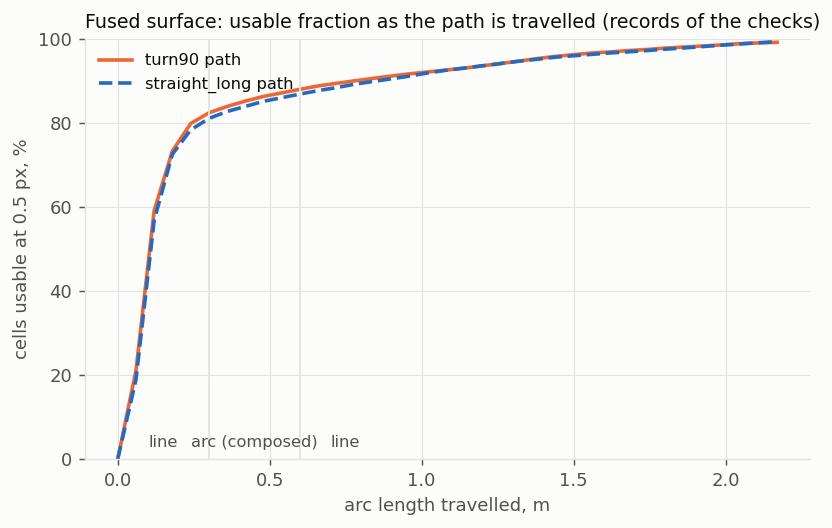 Fused surface: usable fraction as the path is travelled (records of the checks)
100
80
60
40
20
0
cells usable at 0.5 px, %
turn90 path
straight_long path
line arc (composed) line
0.0 0.5 1.0 1.5 2.0
arc length travelled, m